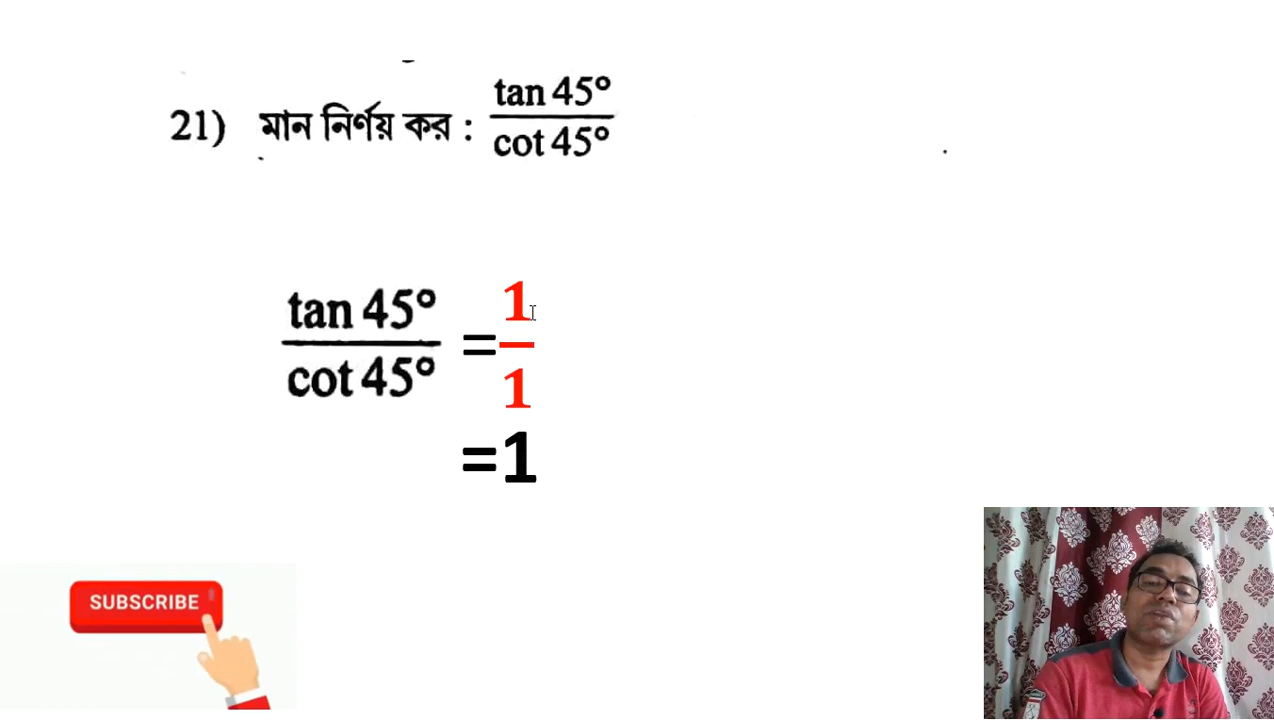 21) মান নির্ণয় কর : tan 45° / cot 45°
tan 45° / cot 45° = 1 / 1
=1
SUBSCRIBE